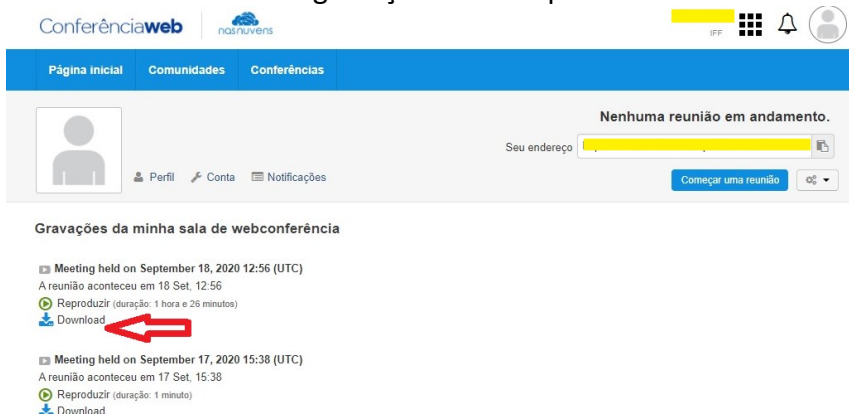 Conferênciaweb nasnuvens
IFF
Página inicial Comunidades Conferências
Nenhuma reunião em andamento.
Seu endereço
Perfil Conta Notificações
Começar uma reunião
Gravações da minha sala de webconferência
Meeting held on September 18, 2020 12:56 (UTC)
A reunião aconteceu em 18 Set, 12:56
Reproduzir (duração: 1 hora e 26 minutos)
Download
Meeting held on September 17, 2020 15:38 (UTC)
A reunião aconteceu em 17 Set, 15:38
Reproduzir (duração: 1 minuto)
Download